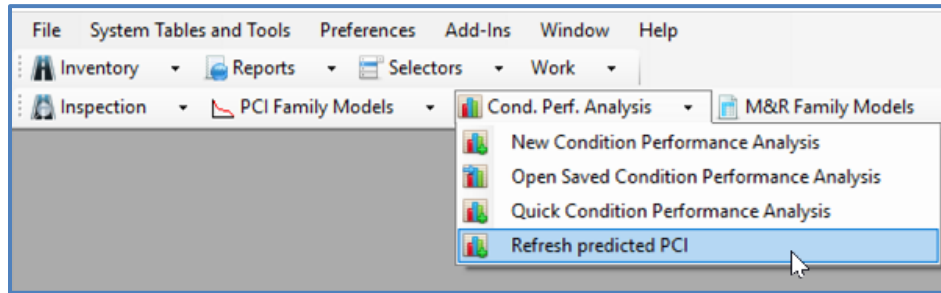 File System Tables and Tools Preferences Add-Ins Window Help
Inventory Reports Selectors Work
Inspection PCI Family Models Cond. Perf. Analysis M&R Family Models
New Condition Performance Analysis
Open Saved Condition Performance Analysis
Quick Condition Performance Analysis
Refresh predicted PCI